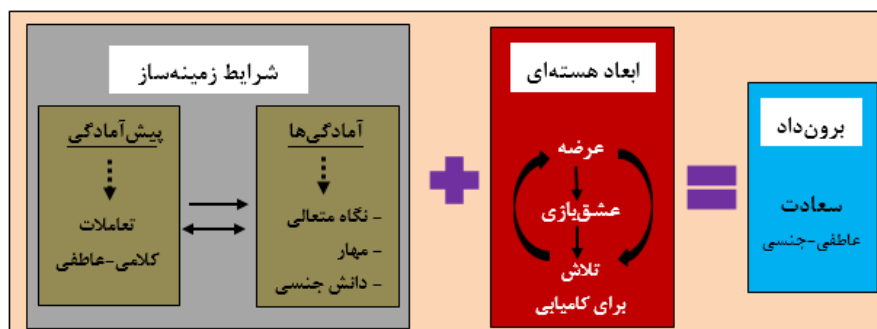 شرایط زمینه‌ساز
آمادگی‌ها
- نگاه متعالی
- مهار
- دانش جنسی
پیش‌آمادگی
تعاملات
کلامی-عاطفی
ابعاد هسته‌ای
عرضه
عشق‌بازی
تلاش
برای کامیابی
برون‌داد
سعادت
عاطفی-جنسی